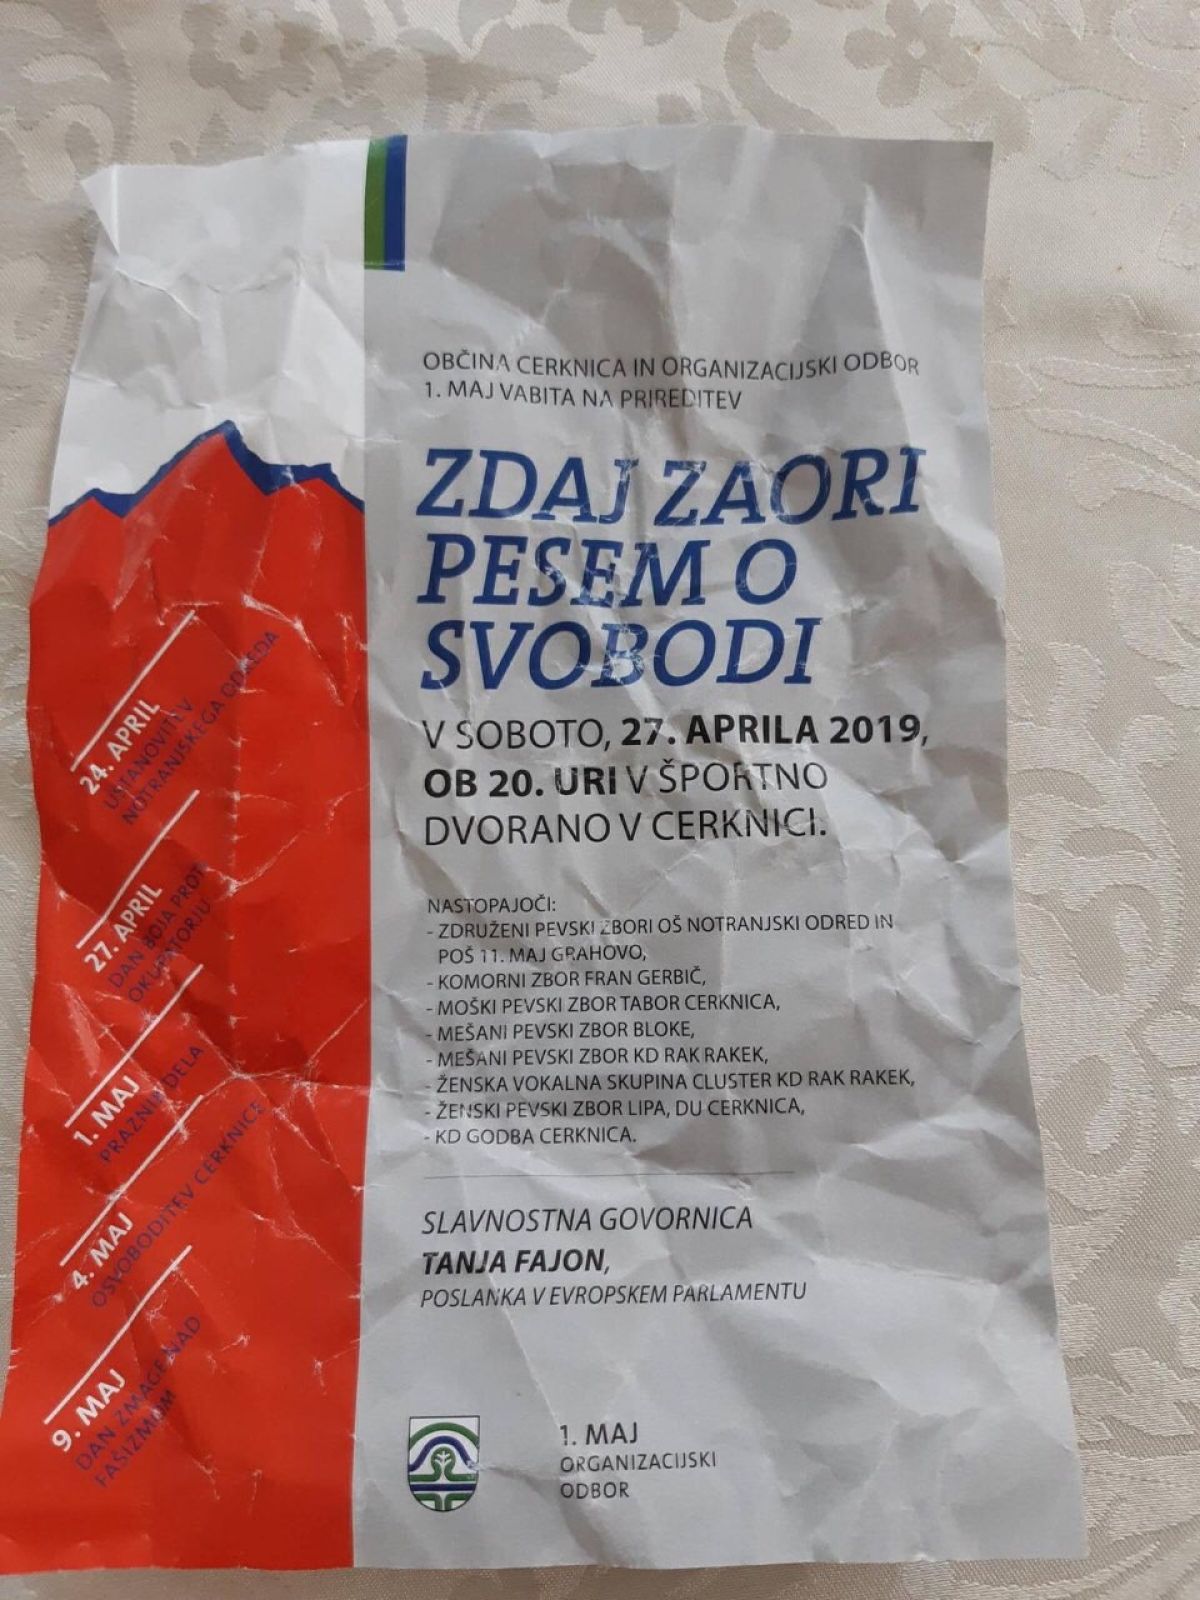 OBČINA CERKNICA IN ORGANIZACIJSKI ODBOR
1. MAJ VABITA NA PRIREDITEV
ZDAJ ZAORI
PESEM O
SVOBODI
V SOBOTO, 27. APRILA 2019,
OB 20. URI V ŠPORTNO
DVORANO V CERKNICI.
NASTOPAJOČI:
- ZDRUŽENI PEVSKI ZBORI OŠ NOTRANJSKI ODRED IN
POŠ 11. MAJ GRAHOVO,
- KOMORNI ZBOR FRAN GERBIČ,
- MOŠKI PEVSKI ZBOR TABOR CERKNICA,
- MEŠANI PEVSKI ZBOR BLOKE,
- MEŠANI PEVSKI ZBOR KD RAK RAKEK,
- ŽENSKA VOKALNA SKUPINA CLUSTER KD RAK RAKEK,
- ŽENSKI PEVSKI ZBOR LIPA, DU CERKNICA,
- KD GODBA CERKNICA.
SLAVNOSTNA GOVORNICA
TANJA FAJON,
POSLANKA V EVROPSKEM PARLAMENTU
1. MAJ
ORGANIZACIJSKI
ODBOR
24. APRIL
USTANOVITEV
NOTRANJSKEGA ODREDA
27. APRIL
DAN BOJA PROTI
OKUPATORJU
1. MAJ
PRAZNIK DELA
4. MAJ
OSVOBODITEV CERKNICE
9. MAJ
DAN ZMAGE NAD
FAŠIZMOM